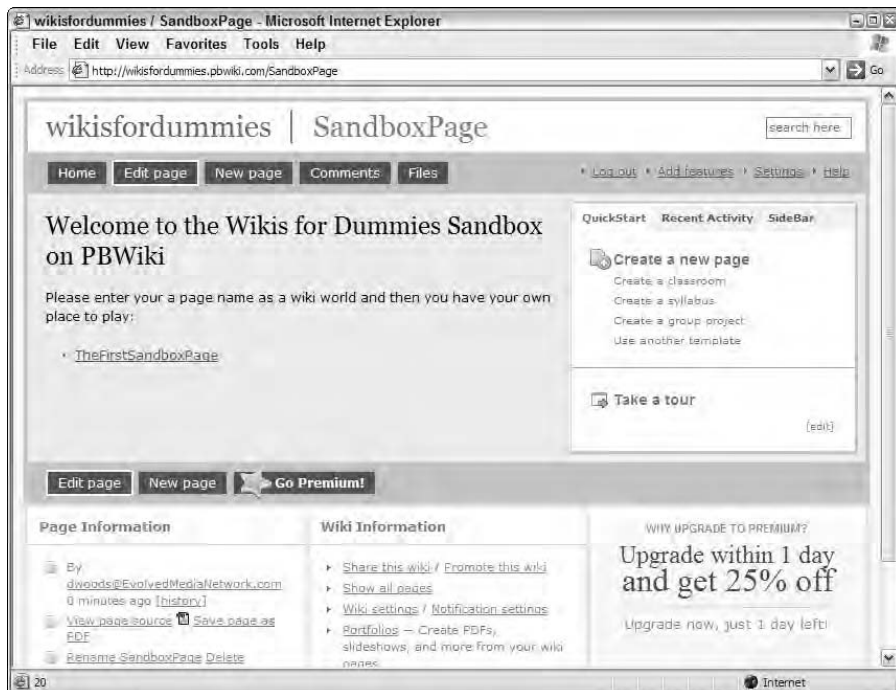 wikisfordummies / SandboxPage - Microsoft Internet Explorer
File Edit View Favorites Tools Help
Address http://wikisfordummies.pbwiki.com/SandboxPage Go
wikisfordummies | SandboxPage
search here
Home Edit page New page Comments Files
Log out Add features Settings Help
Welcome to the Wikis for Dummies Sandbox
on PBWiki
Please enter your a page name as a wiki world and then you have your own
place to play:
TheFirstSandboxPage
QuickStart Recent Activity SideBar
Create a new page
Create a classroom
Create a syllabus
Create a group project
Use another template
Take a tour
(edit)
Edit page New page Go Premium!
Page Information
By
dwoods@EvolvedMediaNetwork.com
0 minutes ago [history]
View page source Save page as
PDF
Rename SandboxPage Delete
Wiki Information
Share this wiki / Promote this wiki
Show all pages
Wiki settings / Notification settings
Portfolios — Create PDFs,
slideshows, and more from your wiki
pages
WHY UPGRADE TO PREMIUM?
Upgrade within 1 day
and get 25% off
Upgrade now, just 1 day left!
20 Internet